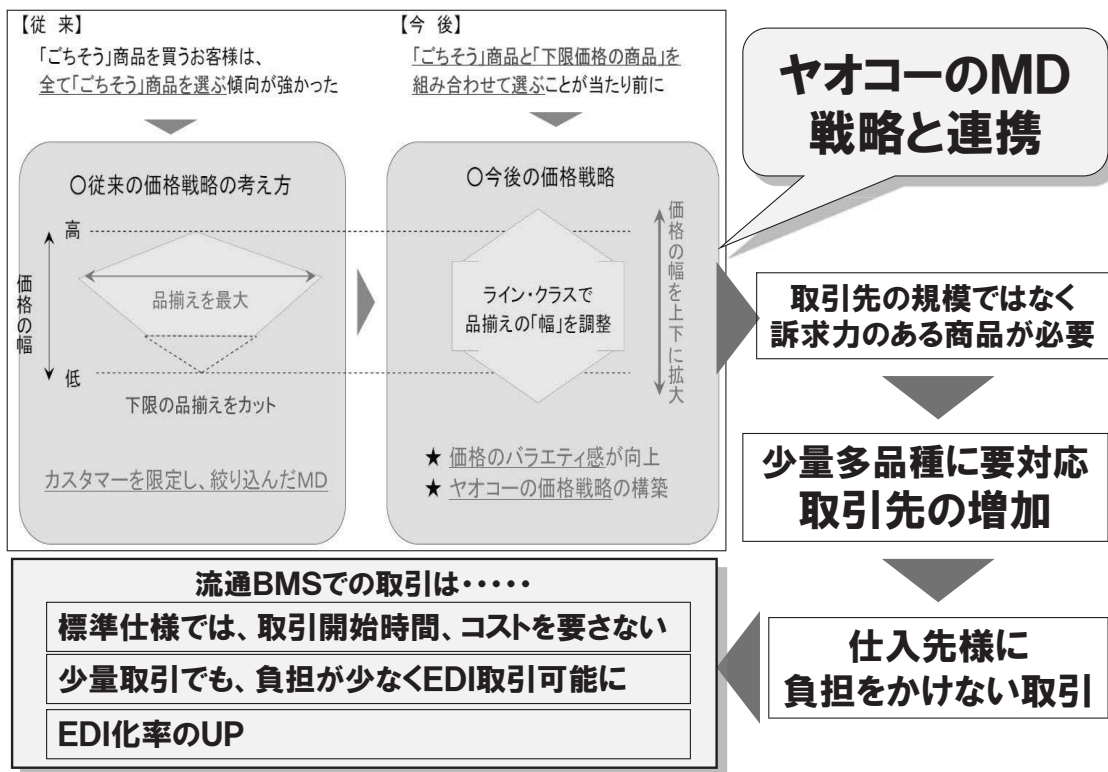 【従 来】
「ごちそう」商品を買うお客様は、
全て「ごちそう」商品を選ぶ傾向が強かった
【今 後】
「ごちそう」商品と「下限価格の商品」を
組み合わせて選ぶことが当たり前に
〇従来の価格戦略の考え方
高
価格の幅
品揃えを最大
低
下限の品揃えをカット
カスタマーを限定し、絞り込んだMD
〇今後の価格戦略
ライン・クラスで
品揃えの「幅」を調整
価格の幅を上下に拡大
★ 価格のバラエティ感が向上
★ ヤオコーの価格戦略の構築
ヤオコーのMD
戦略と連携
取引先の規模ではなく
訴求力のある商品が必要
少量多品種に要対応
取引先の増加
仕入先様に
負担をかけない取引
流通BMSでの取引は・・・・・
標準仕様では、取引開始時間、コストを要さない
少量取引でも、負担が少なくEDI取引可能に
EDI化率のUP